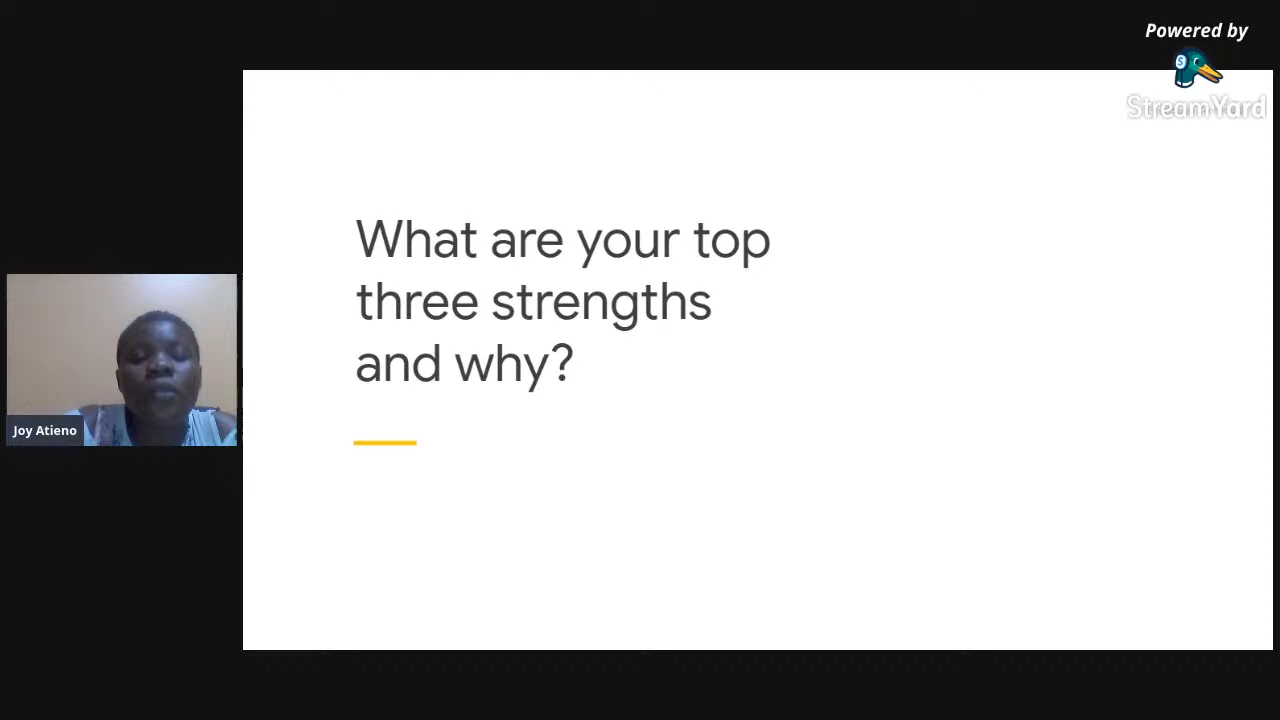 Powered by
StreamYard
What are your top
three strengths
and why?
Joy Atieno